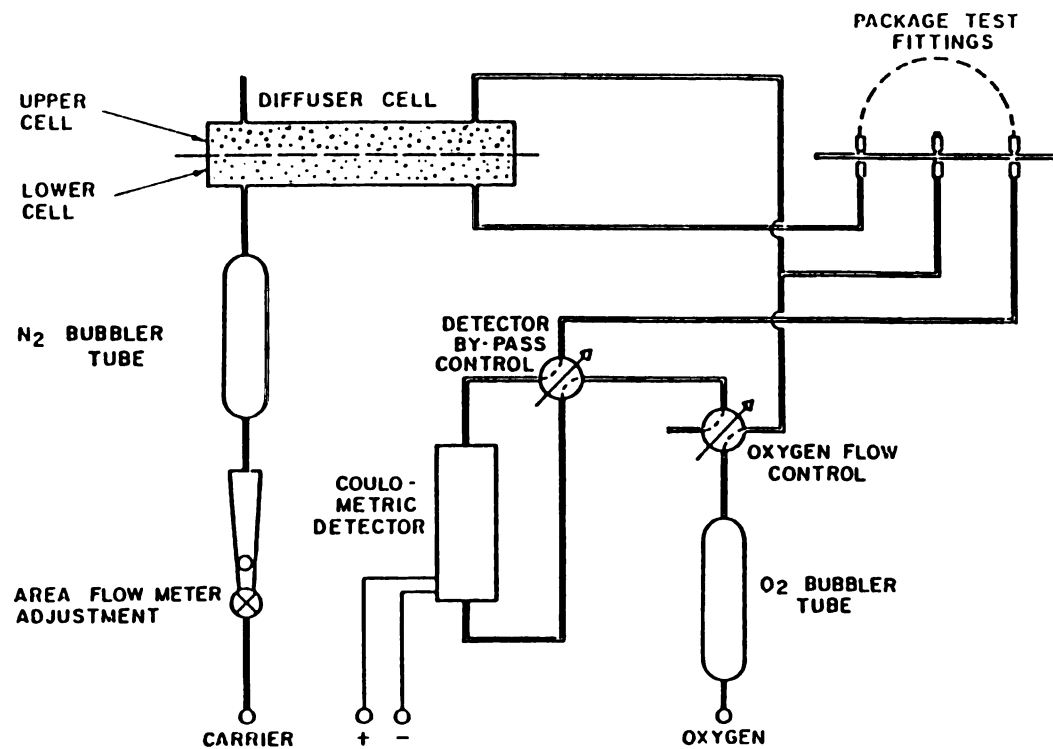 PACKAGE TEST
FITTINGS
UPPER
CELL
DIFFUSER CELL
LOWER
CELL
N2 BUBBLER
TUBE
DETECTOR
BY-PASS
CONTROL
OXYGEN FLOW
CONTROL
COULO-
METRIC
DETECTOR
AREA FLOW METER
ADJUSTMENT
O2 BUBBLER
TUBE
CARRIER
+ -
OXYGEN